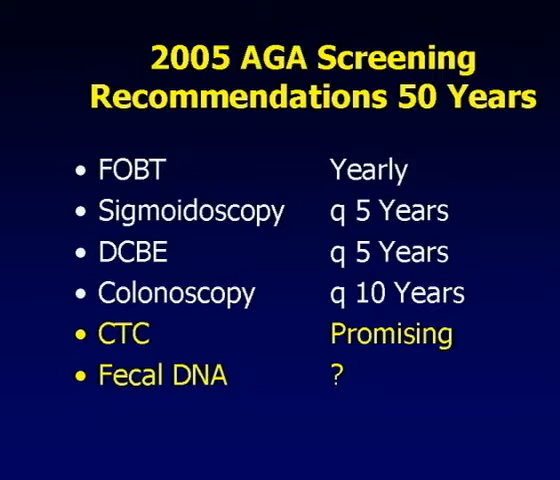 2005 AGA Screening
Recommendations 50 Years
• FOBT Yearly
• Sigmoidoscopy q 5 Years
• DCBE q 5 Years
• Colonoscopy q 10 Years
• CTC Promising
• Fecal DNA ?